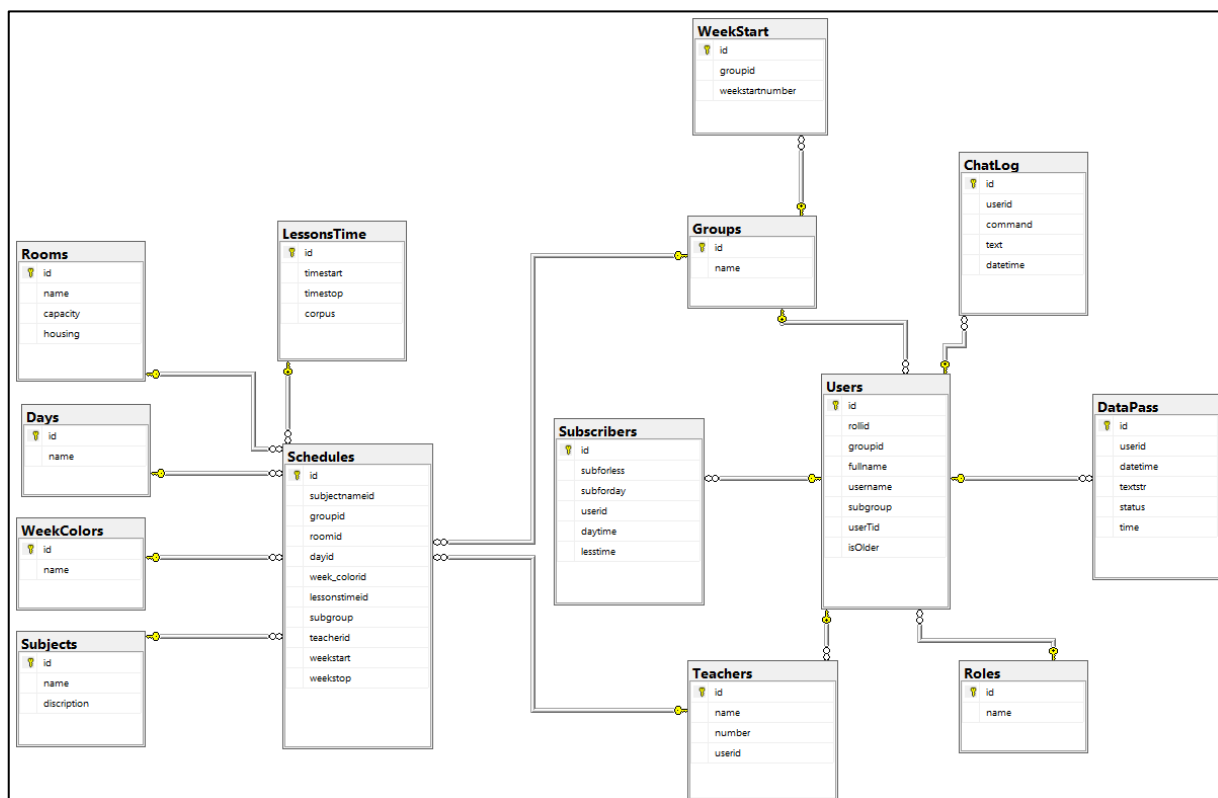 WeekStart
id
groupid
weekstartnumber
ChatLog
id
userid
command
text
datetime
LessonsTime
id
timestart
timestop
corpus
Groups
id
name
Rooms
id
name
capacity
housing
Users
id
rollid
groupid
fullname
username
subgroup
userTid
isOlder
DataPass
id
userid
datetime
textstr
status
time
Days
id
name
Subscribers
id
subforless
subforday
userid
daytime
lesstime
Schedules
id
subjectnameid
groupid
roomid
dayid
week_colorid
lessonstimeid
subgroup
teacherid
weekstart
weekstop
WeekColors
id
name
Subjects
id
name
discription
Teachers
id
name
number
userid
Roles
id
name